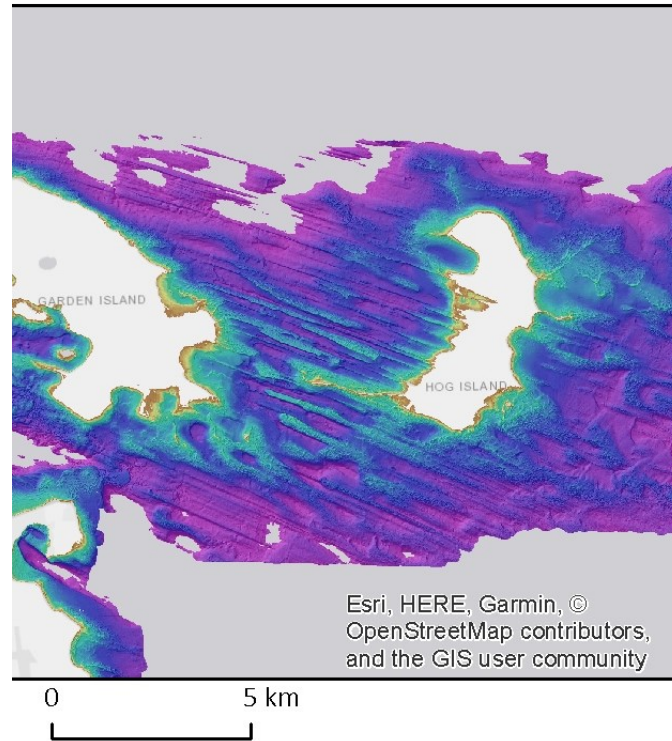 GARDEN ISLAND
HOG ISLAND
Esri, HERE, Garmin, ©
OpenStreetMap contributors,
and the GIS user community
0 5 km